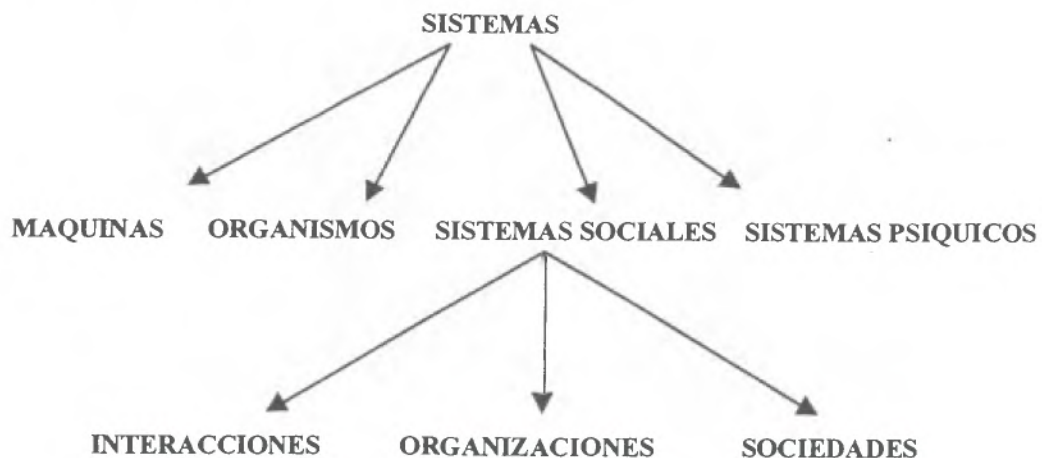 SISTEMAS
MAQUINAS ORGANISMOS SISTEMAS SOCIALES SISTEMAS PSIQUICOS
INTERACCIONES ORGANIZACIONES SOCIEDADES